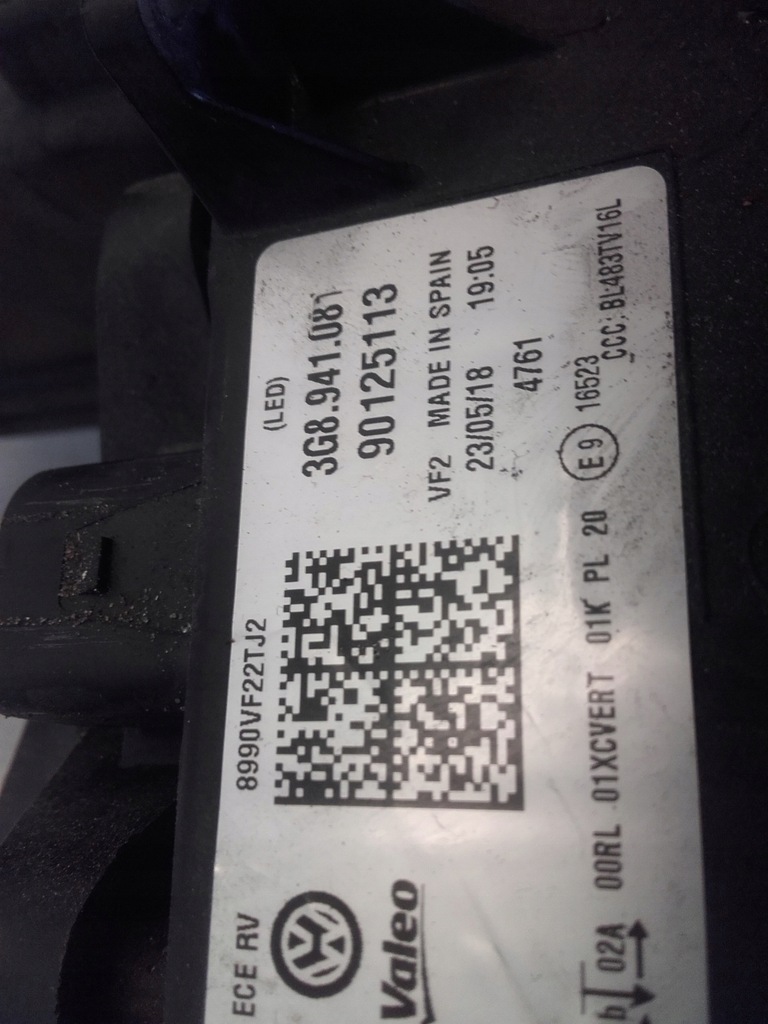 (LED)
3G8.941.081
90125113
VF2 MADE IN SPAIN
23/05/18 19:05
4761
E 9 16523
CCC: BL483TV16L
8990VF22TJ2
ECE RV
Valeo
02A 00RL 01XCVERT 01K PL 20